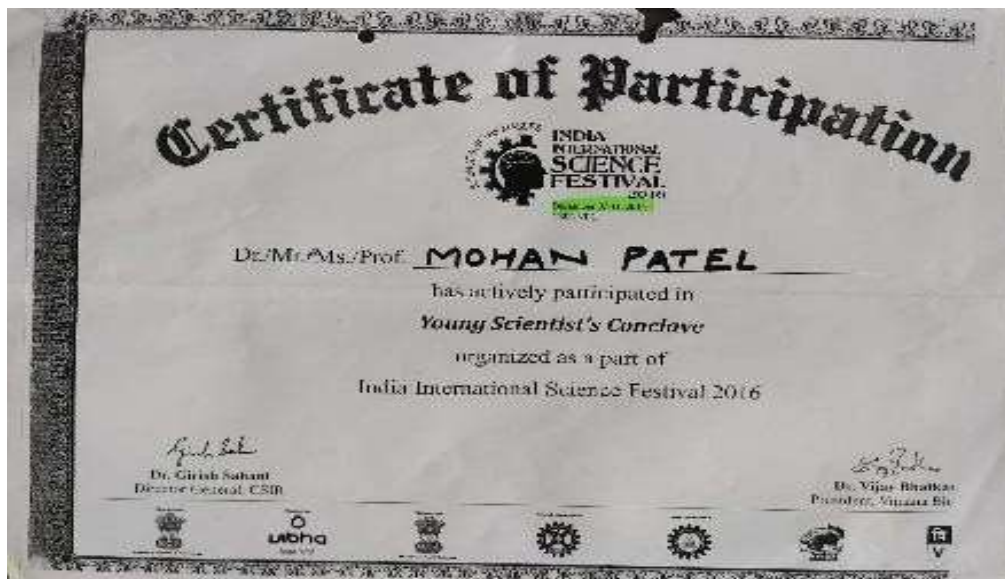 Certificate of Participation
INDIA
INTERNATIONAL
SCIENCE
FESTIVAL
2016
Dr./Mr./Ms./Prof. MOHAN PATEL
has actively participated in
Young Scientist's Conclave
organized as a part of
India International Science Festival 2016
Dr. Girish Sahani
Director General, CSIR
Dr. Vijay Bhatkar
President, Vijnana
वि